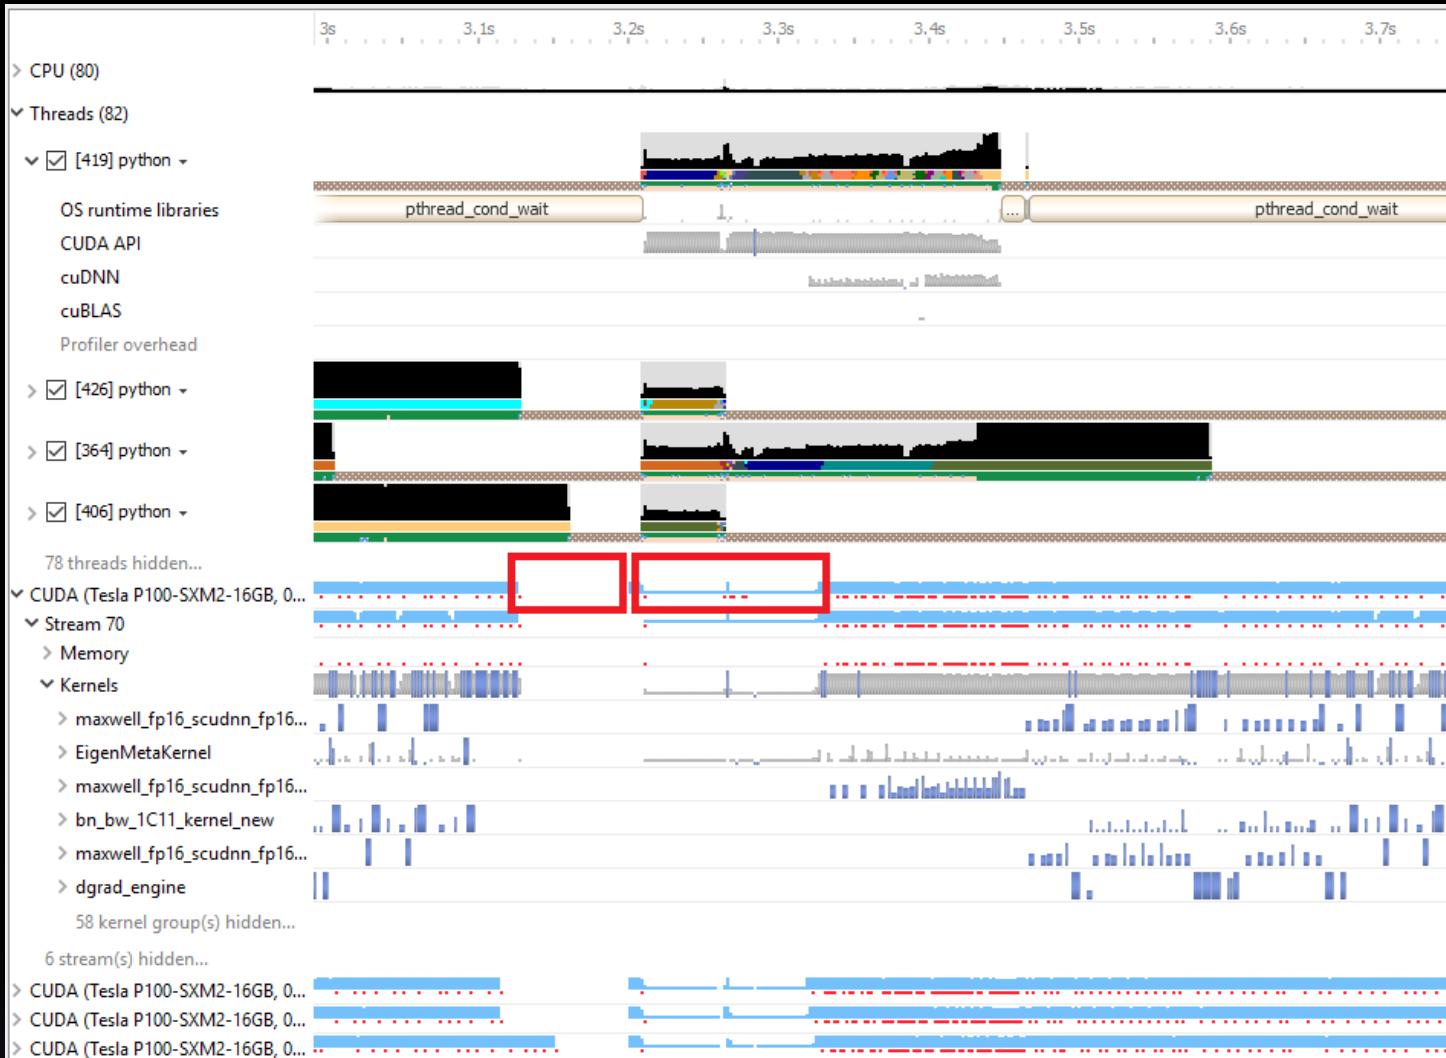 3s 3.1s 3.2s 3.3s 3.4s 3.5s 3.6s 3.7s
CPU (80)
Threads (82)
[419] python
OS runtime libraries
pthread_cond_wait ... pthread_cond_wait
CUDA API
cuDNN
cuBLAS
Profiler overhead
[426] python
[364] python
[406] python
78 threads hidden...
CUDA (Tesla P100-SXM2-16GB, 0...
Stream 70
Memory
Kernels
maxwell_fp16_scudnn_fp16...
EigenMetaKernel
maxwell_fp16_scudnn_fp16...
bn_bw_1C11_kernel_new
maxwell_fp16_scudnn_fp16...
dgrad_engine
58 kernel group(s) hidden...
6 stream(s) hidden...
CUDA (Tesla P100-SXM2-16GB, 0...
CUDA (Tesla P100-SXM2-16GB, 0...
CUDA (Tesla P100-SXM2-16GB, 0...